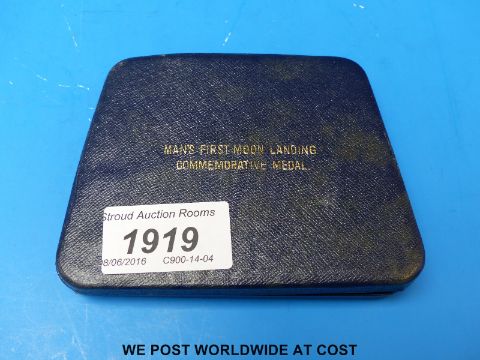 MAN'S FIRST MOON LANDING
COMMEMORATIVE MEDAL
Stroud Auction Rooms
1919
08/06/2016 C900-14-04
WE POST WORLDWIDE AT COST